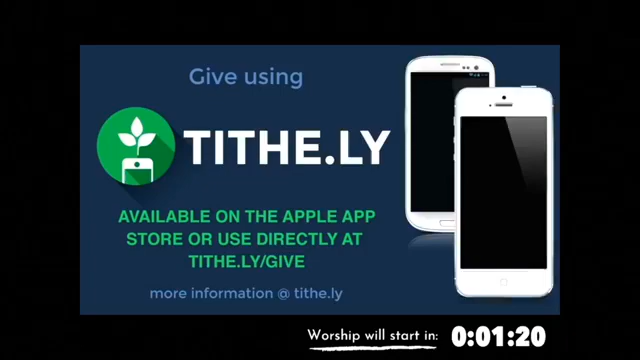 Give using
TITHE.LY
AVAILABLE ON THE APPLE APP
STORE OR USE DIRECTLY AT
TITHE.LY/GIVE
more information @ tithe.ly
Worship will start in: 0:01:20